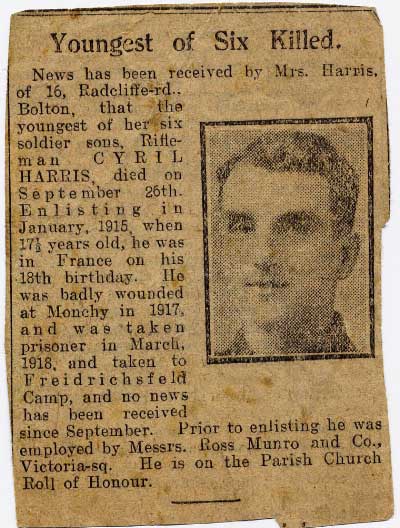 Youngest of Six Killed.
News has been received by Mrs. Harris,
of 16, Radcliffe-rd..
Bolton, that the
youngest of her six
soldier sons, Rifle-
man CYRIL
HARRIS, died on
September 26th.
Enlisting in
January, 1915, when
17½ years old, he was
in France on his
18th birthday. He
was badly wounded
at Monchy in 1917,
and was taken
prisoner in March,
1918, and taken to
Freidrichsfeld
Camp, and no news
has been received
since September. Prior to enlisting he was
employed by Messrs. Ross Munro and Co.,
Victoria-sq. He is on the Parish Church
Roll of Honour.